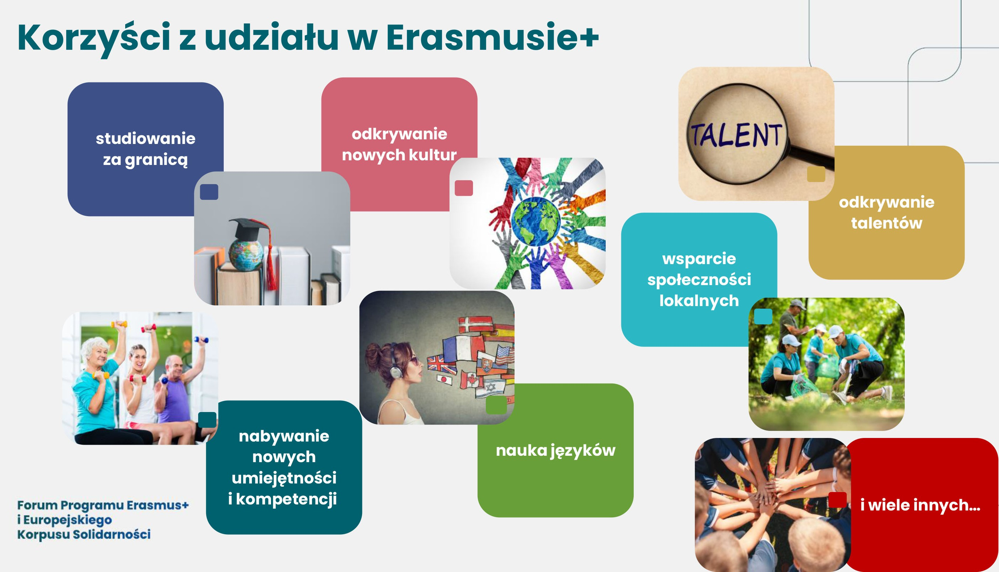 Korzyści z udziału w Erasmusie+
studiowanie
za granicą
odkrywanie
nowych kultur
TALENT
odkrywanie
talentów
wsparcie
społeczności
lokalnych
nabywanie
nowych
umiejętności
i kompetencji
nauka języków
i wiele innych...
Forum Programu Erasmus+
i Europejskiego
Korpusu Solidarności